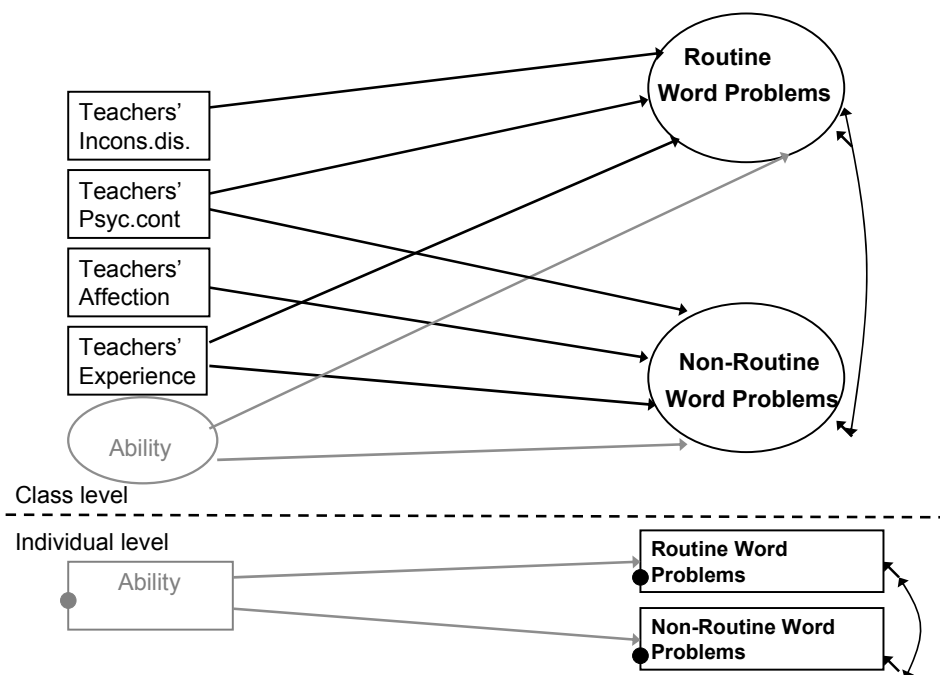 Routine
Word Problems
Teachers’
Incons.dis.
Teachers’
Psyc.cont
Teachers’
Affection
Teachers’
Experience
Non-Routine
Word Problems
Ability
Class level
Individual level
Ability
Routine Word
Problems
Non-Routine Word
Problems